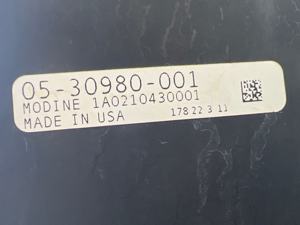 05-30980-001
MODINE 1A0210430001
MADE IN USA 178 22 3 11